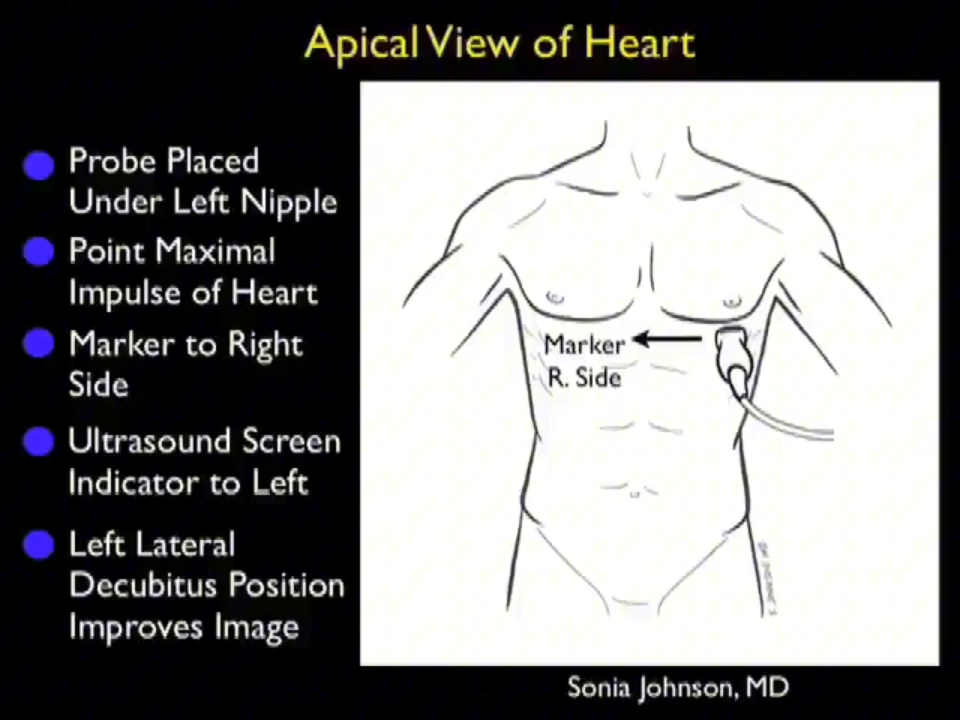 Apical View of Heart
Probe Placed
Under Left Nipple
Point Maximal
Impulse of Heart
Marker to Right
Side
Ultrasound Screen
Indicator to Left
Left Lateral
Decubitus Position
Improves Image
Marker
R. Side
Sonia Johnson, MD